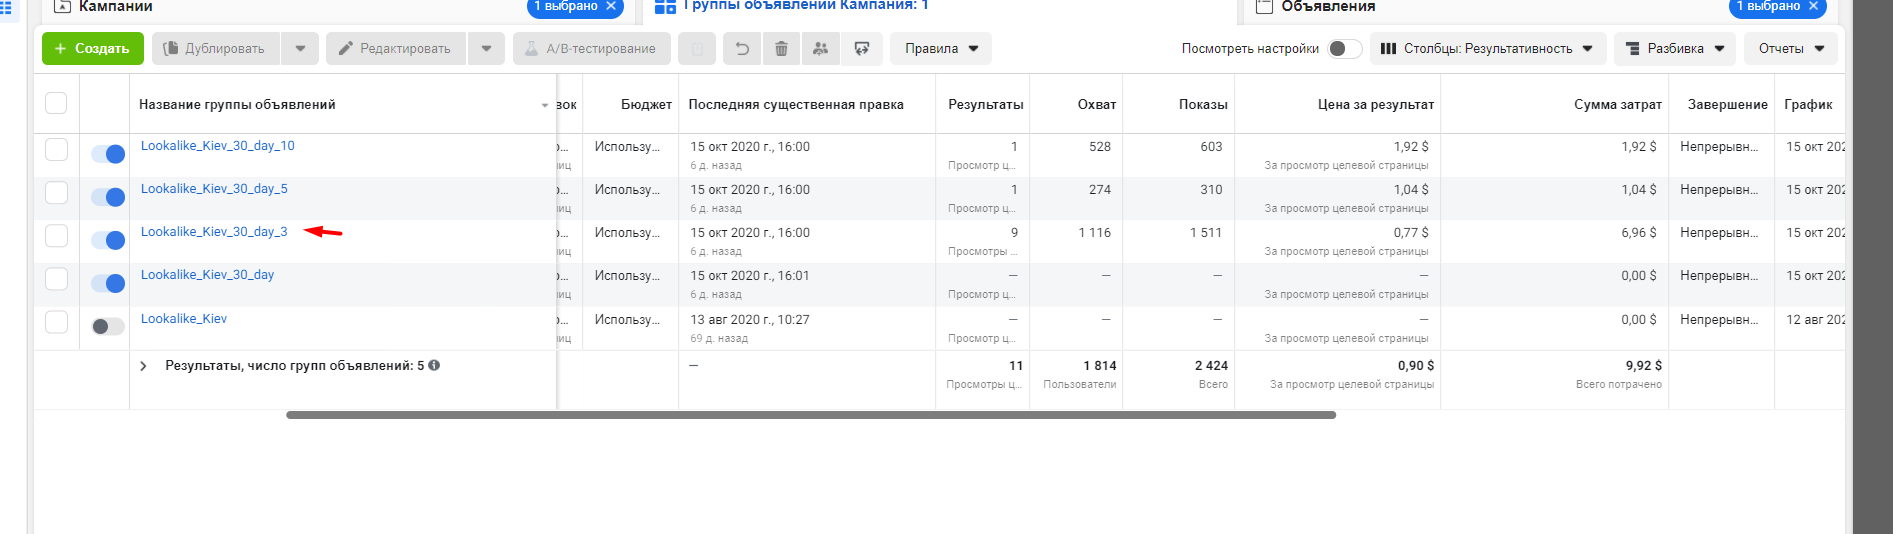 Кампании 1 выбрано × Группы объявлений Кампания: 1 Объявления 1 выбрано ×
+ Создать Дублировать Редактировать A/B-тестирование Правила Посмотреть настройки Столбцы: Результативность Разбивка Отчеты
Название группы объявлений вок Бюджет Последняя существенная правка Результаты Охват Показы Цена за результат Сумма затрат Завершение График
Lookalike_Kiev_30_day_10 о... Использу... 15 окт 2020 г., 16:00 1 528 603 1,92 $ 1,92 $ Непрерывн... 15 окт 202
лиц 6 д. назад Просмотр ц... За просмотр целевой страницы
Lookalike_Kiev_30_day_5 о... Использу... 15 окт 2020 г., 16:00 1 274 310 1,04 $ 1,04 $ Непрерывн... 15 окт 202
лиц 6 д. назад Просмотр ц... За просмотр целевой страницы
Lookalike_Kiev_30_day_3 о... Использу... 15 окт 2020 г., 16:00 9 1 116 1 511 0,77 $ 6,96 $ Непрерывн... 15 окт 202
лиц 6 д. назад Просмотры ... За просмотр целевой страницы
Lookalike_Kiev_30_day о... Использу... 15 окт 2020 г., 16:01 — — — — 0,00 $ Непрерывн... 15 окт 202
лиц 6 д. назад Просмотр ц... За просмотр целевой страницы
Lookalike_Kiev о... Использу... 13 авг 2020 г., 10:27 — — — — 0,00 $ Непрерывн... 12 авг 202
лиц 69 д. назад Просмотр ц... За просмотр целевой страницы
Результаты, число групп объявлений: 5 — 11 1 814 2 424 0,90 $ 9,92 $
Просмотры ц... Пользователи Всего За просмотр целевой страницы Всего потрачено